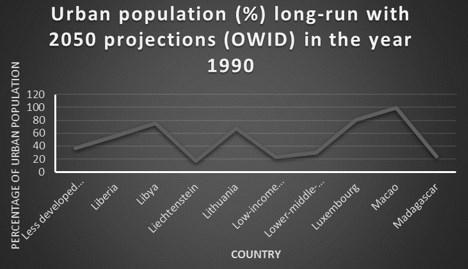 Urban population (%) long-run with
2050 projections (OWID) in the year
1990
PERCENTAGE OF URBAN POPULATION
120
100
80
60
40
20
0
Less developed...
Liberia
Libya
Liechtenstein
Lithuania
Low-income...
Lower-middle-...
Luxembourg
Macao
Madagascar
COUNTRY